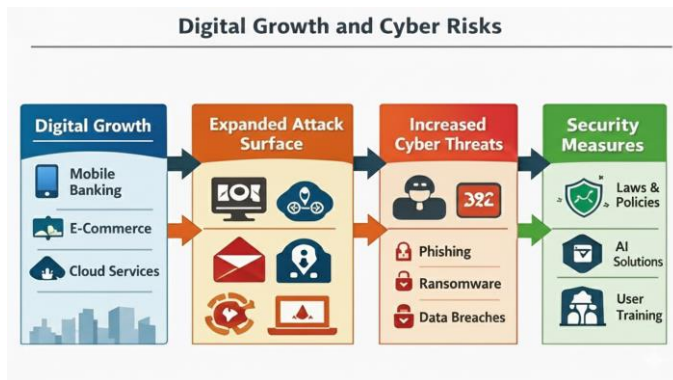 Digital Growth and Cyber Risks
Digital Growth
Mobile
Banking
E-Commerce
Cloud Services
Expanded Attack
Surface
Increased
Cyber Threats
392
Phishing
Ransomware
Data Breaches
Security
Measures
Laws &
Policies
AI
Solutions
User
Training